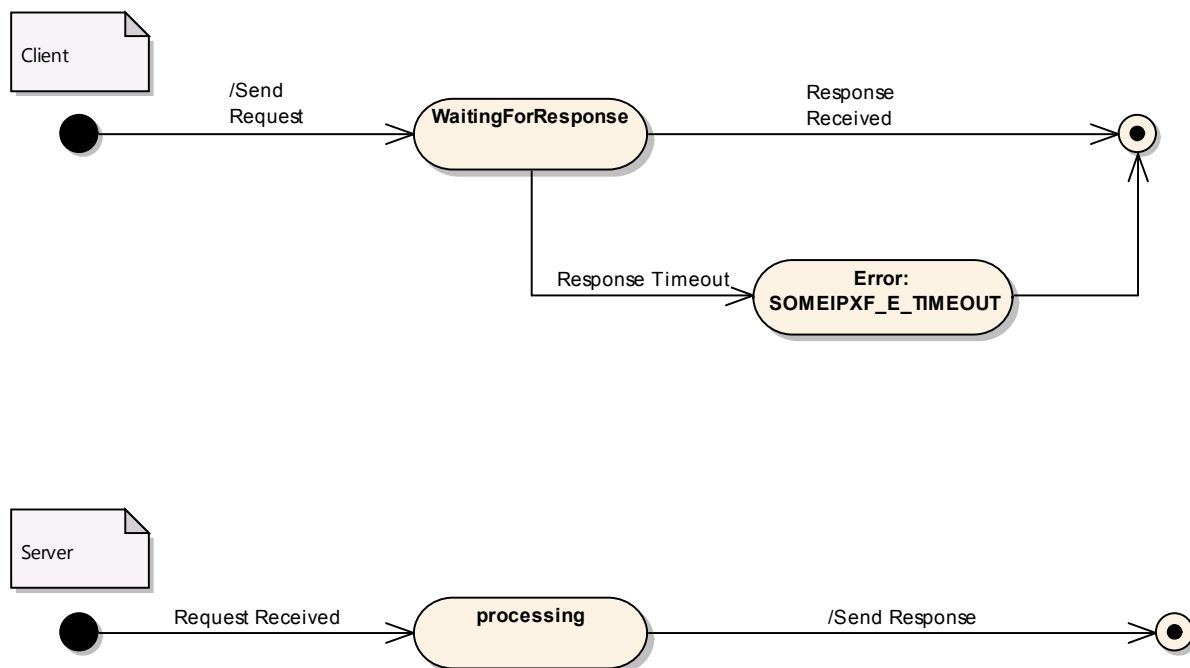 Client
/Send
Request
WaitingForResponse
Response
Received
Response Timeout
Error:
SOMEIPXF_E_TIMEOUT
Server
Request Received
processing
/Send Response